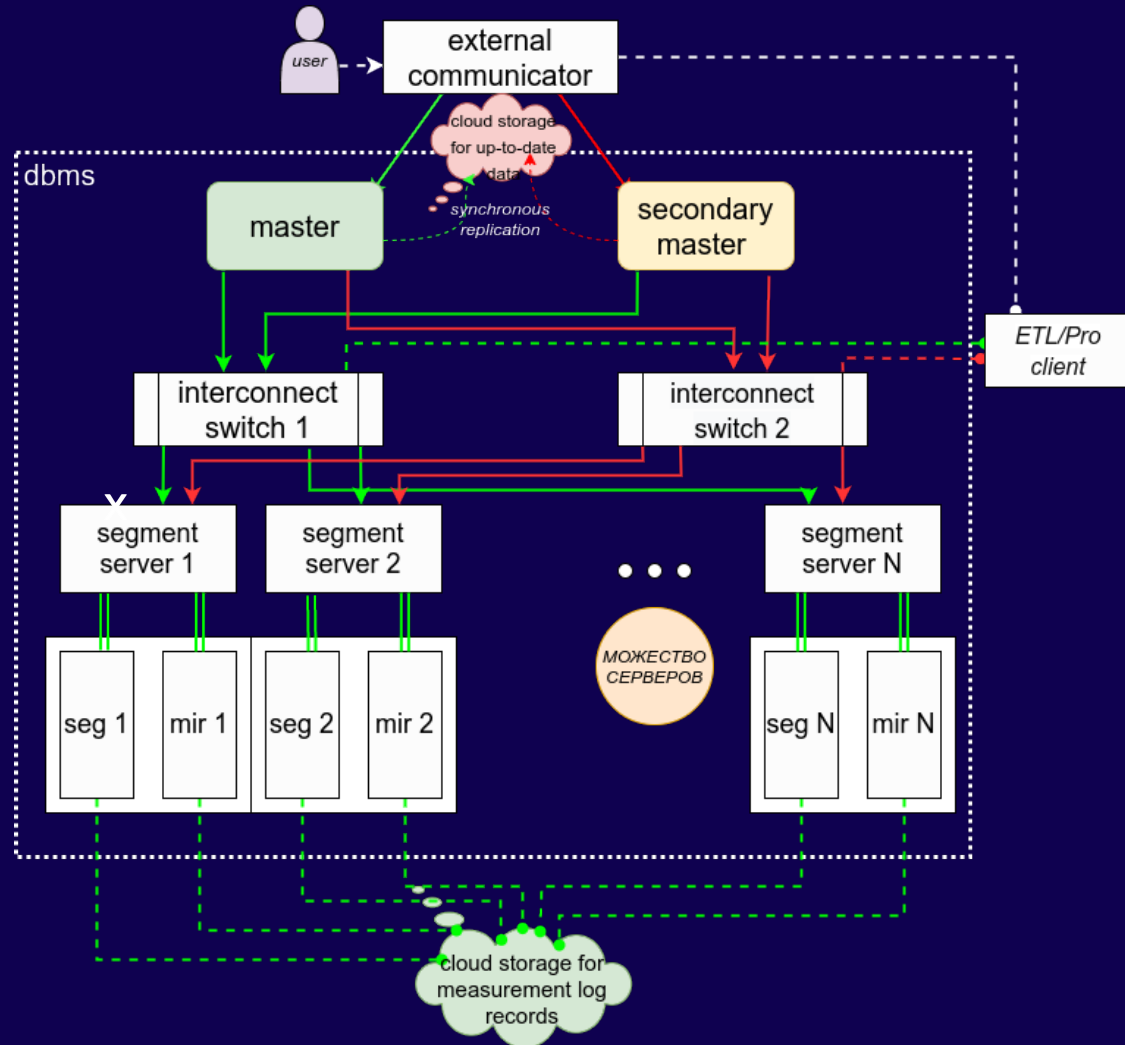 user
external
communicator
cloud storage
for up-to-date
data
dbms
master
synchronous
replication
secondary
master
ETL/Pro
client
interconnect
switch 1
interconnect
switch 2
X
segment
server 1
segment
server 2
segment
server N
МОЖЕСТВО
СЕРВЕРОВ
seg 1
mir 1
seg 2
mir 2
seg N
mir N
cloud storage for
measurement log
records